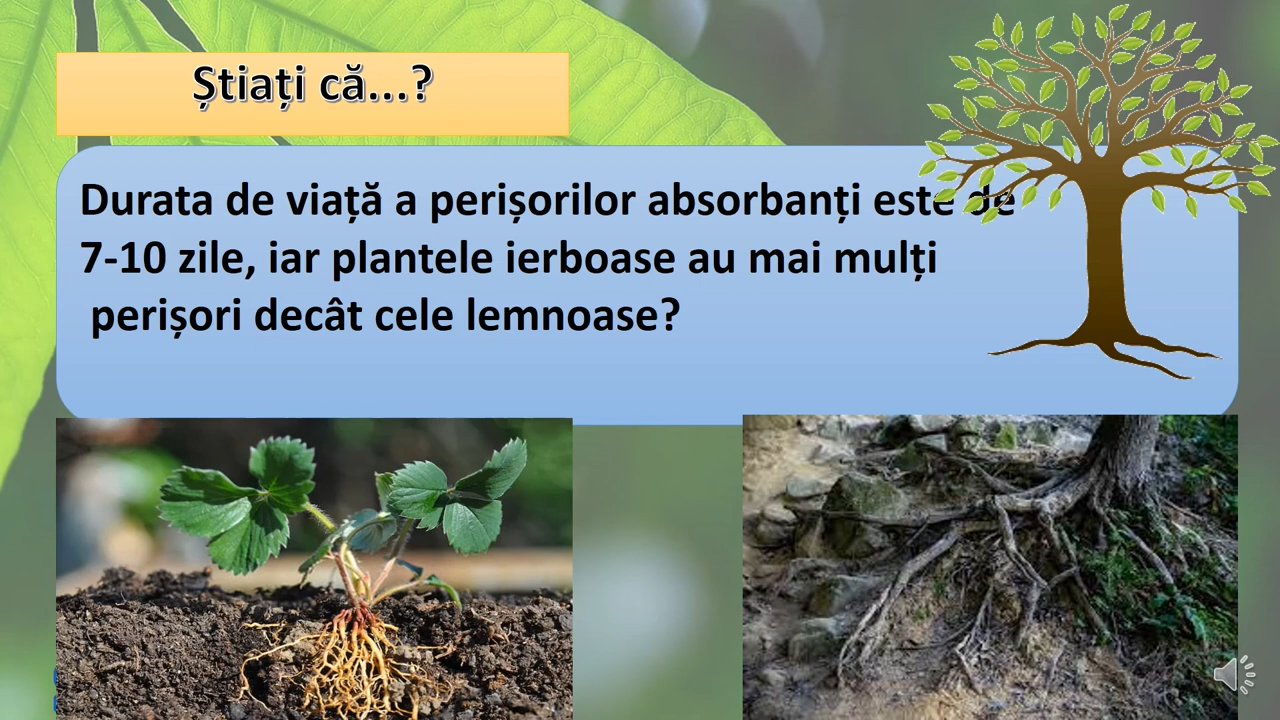 Știați că...?
Durata de viață a perișorilor absorbanți este de
7-10 zile, iar plantele ierboase au mai mulți
perișori decât cele lemnoase?